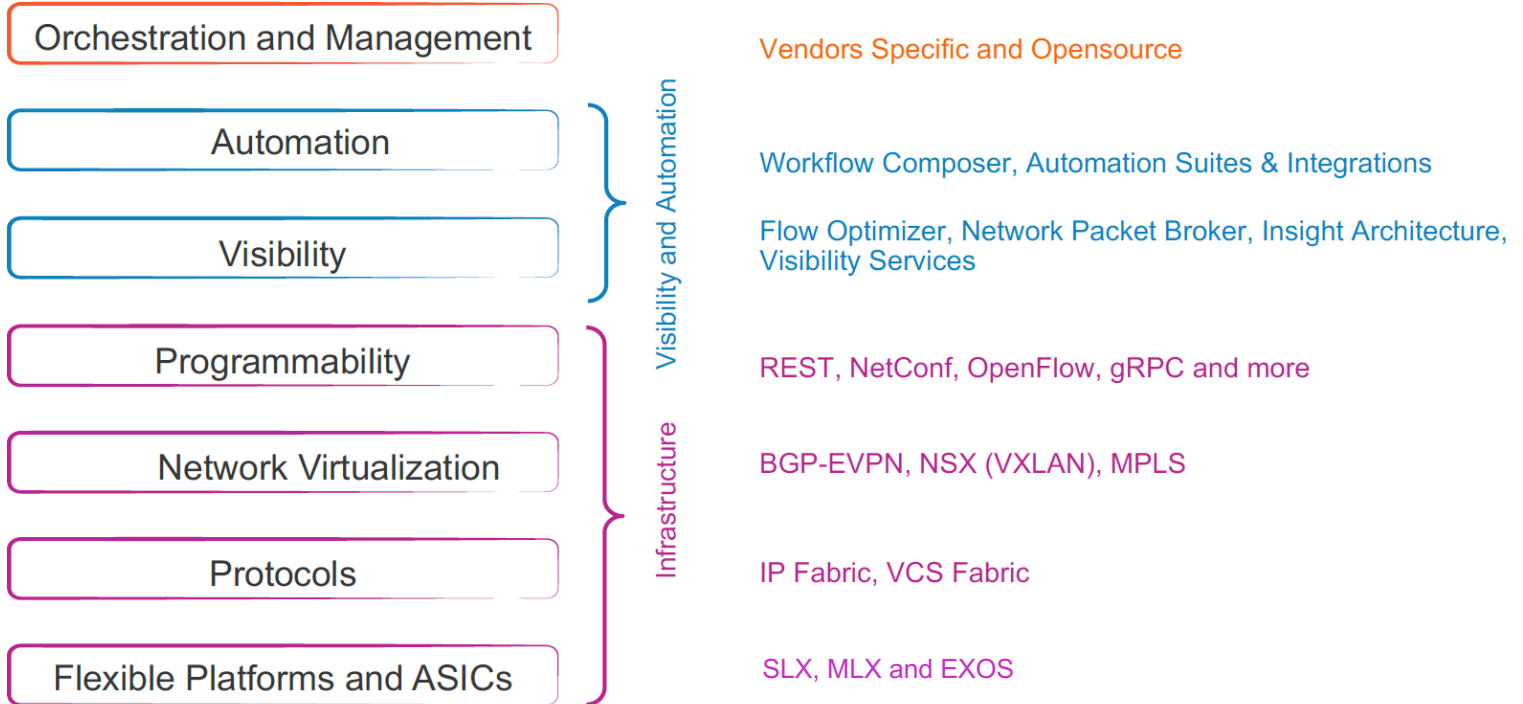 Orchestration and Management
Vendors Specific and Opensource
Automation
Workflow Composer, Automation Suites & Integrations
Visibility
Flow Optimizer, Network Packet Broker, Insight Architecture,
Visibility Services
Visibility and Automation
Programmability
REST, NetConf, OpenFlow, gRPC and more
Network Virtualization
BGP-EVPN, NSX (VXLAN), MPLS
Infrastructure
Protocols
IP Fabric, VCS Fabric
Flexible Platforms and ASICs
SLX, MLX and EXOS